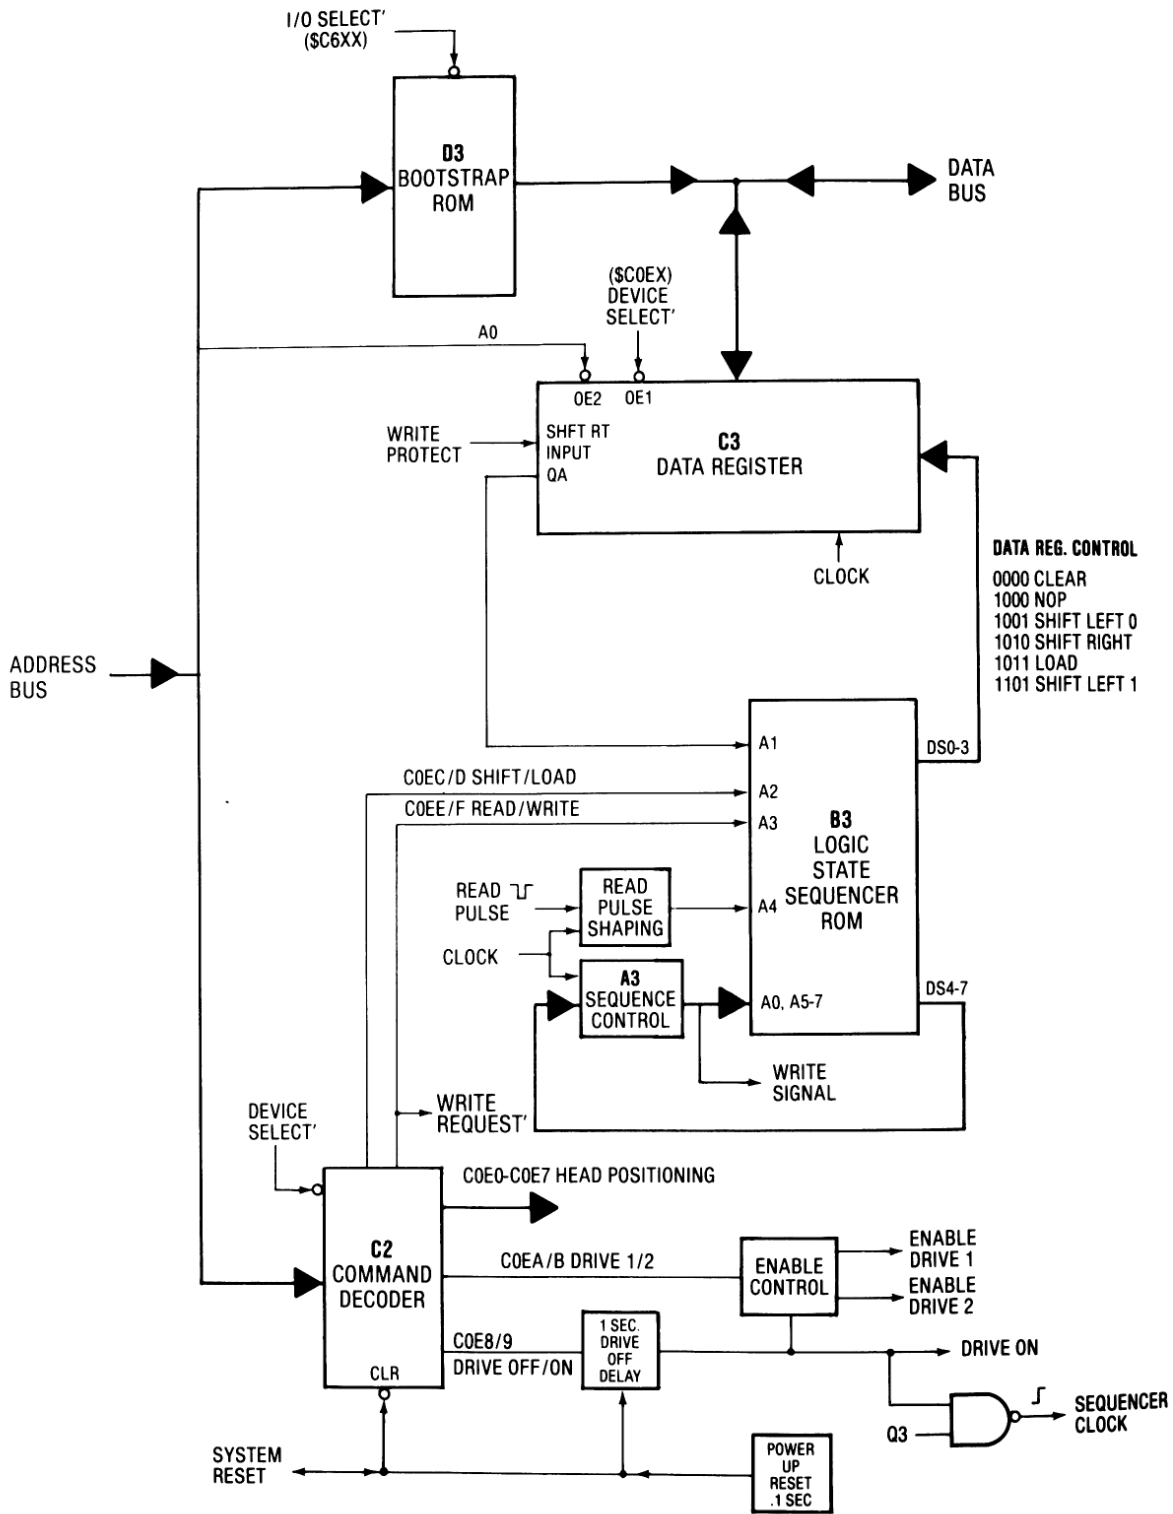 I/O SELECT'
($C6XX)
D3
BOOTSTRAP
ROM
DATA
BUS
($C0EX)
DEVICE
SELECT'
A0
OE2
OE1
WRITE
PROTECT
SHFT RT
INPUT
QA
C3
DATA REGISTER
CLOCK
DATA REG. CONTROL
0000 CLEAR
1000 NOP
1001 SHIFT LEFT 0
1010 SHIFT RIGHT
1011 LOAD
1101 SHIFT LEFT 1
ADDRESS
BUS
A1
DS0-3
C0EC/D SHIFT/LOAD
A2
C0EE/F READ/WRITE
A3
B3
LOGIC
STATE
SEQUENCER
ROM
READ
PULSE
READ
PULSE
SHAPING
A4
CLOCK
A3
SEQUENCE
CONTROL
A0, A5-7
DS4-7
WRITE
SIGNAL
DEVICE
SELECT'
WRITE
REQUEST'
C0E0-C0E7 HEAD POSITIONING
C2
COMMAND
DECODER
CLR
C0EA/B DRIVE 1/2
ENABLE
CONTROL
ENABLE
DRIVE 1
ENABLE
DRIVE 2
C0E8/9
DRIVE OFF/ON
1 SEC.
DRIVE
OFF
DELAY
DRIVE ON
Q3
SEQUENCER
CLOCK
SYSTEM
RESET
POWER
UP
RESET
.1 SEC